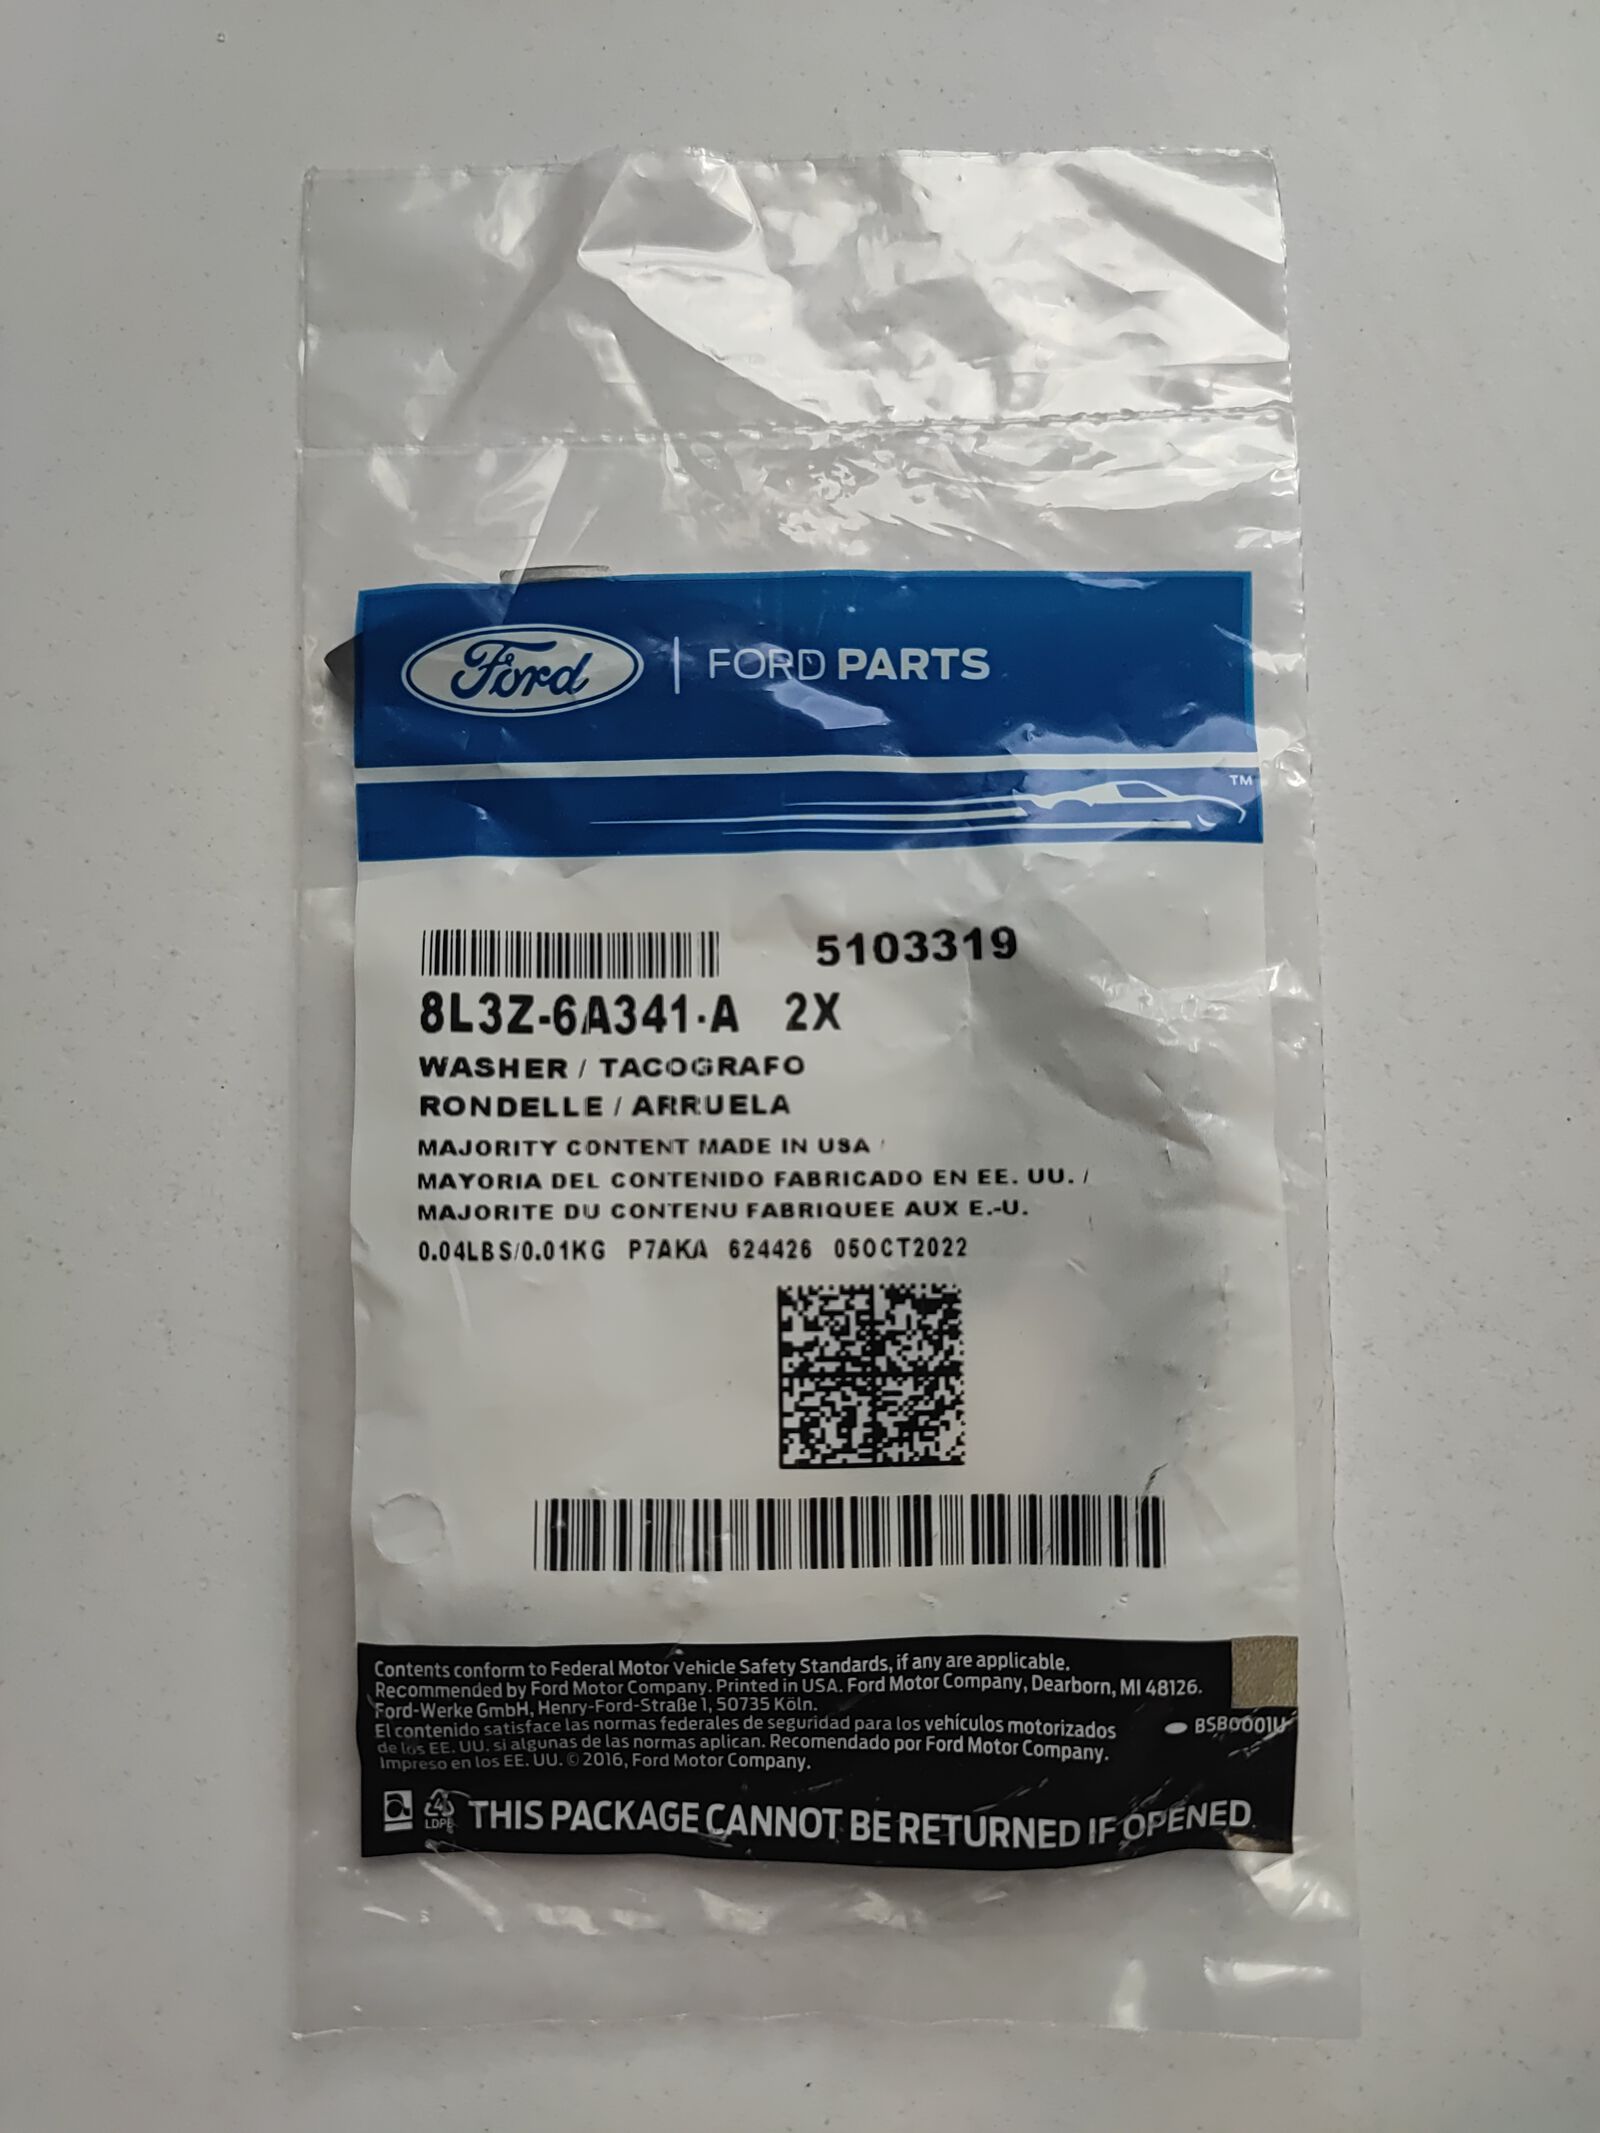 Ford | FORD PARTS
TM
5103319
8L3Z-6A341-A 2X
WASHER / TACOGRAFO
RONDELLE / ARRUELA
MAJORITY CONTENT MADE IN USA /
MAYORIA DEL CONTENIDO FABRICADO EN EE. UU. /
MAJORITE DU CONTENU FABRIQUEE AUX E.-U.
0.04LBS/0.01KG P7AKA 624426 05OCT2022
Contents conform to Federal Motor Vehicle Safety Standards, if any are applicable.
Recommended by Ford Motor Company. Printed in USA. Ford Motor Company, Dearborn, MI 48126.
Ford-Werke GmbH, Henry-Ford-Straße 1, 50735 Köln.
El contenido satisface las normas federales de seguridad para los vehículos motorizados
de los EE. UU. si algunas de las normas aplican. Recomendado por Ford Motor Company.
Impreso en los EE. UU. © 2016, Ford Motor Company.
BSB0001U
4
LDPE
THIS PACKAGE CANNOT BE RETURNED IF OPENED.